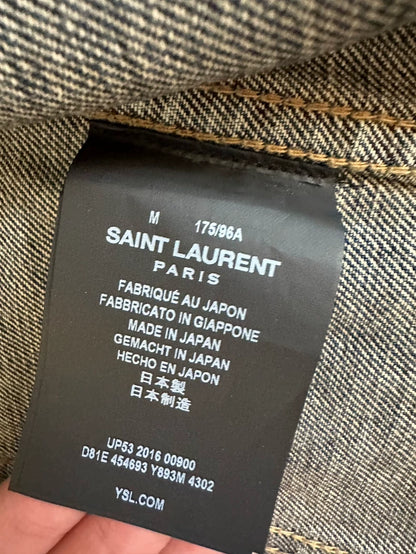 M 175/96A
SAINT LAURENT
PARIS
FABRIQUÉ AU JAPON
FABBRICATO IN GIAPPONE
MADE IN JAPAN
GEMACHT IN JAPAN
HECHO EN JAPON
日本製
日本制造
UP53 2016 00900
D81E 454693 Y893M 4302
YSL.COM